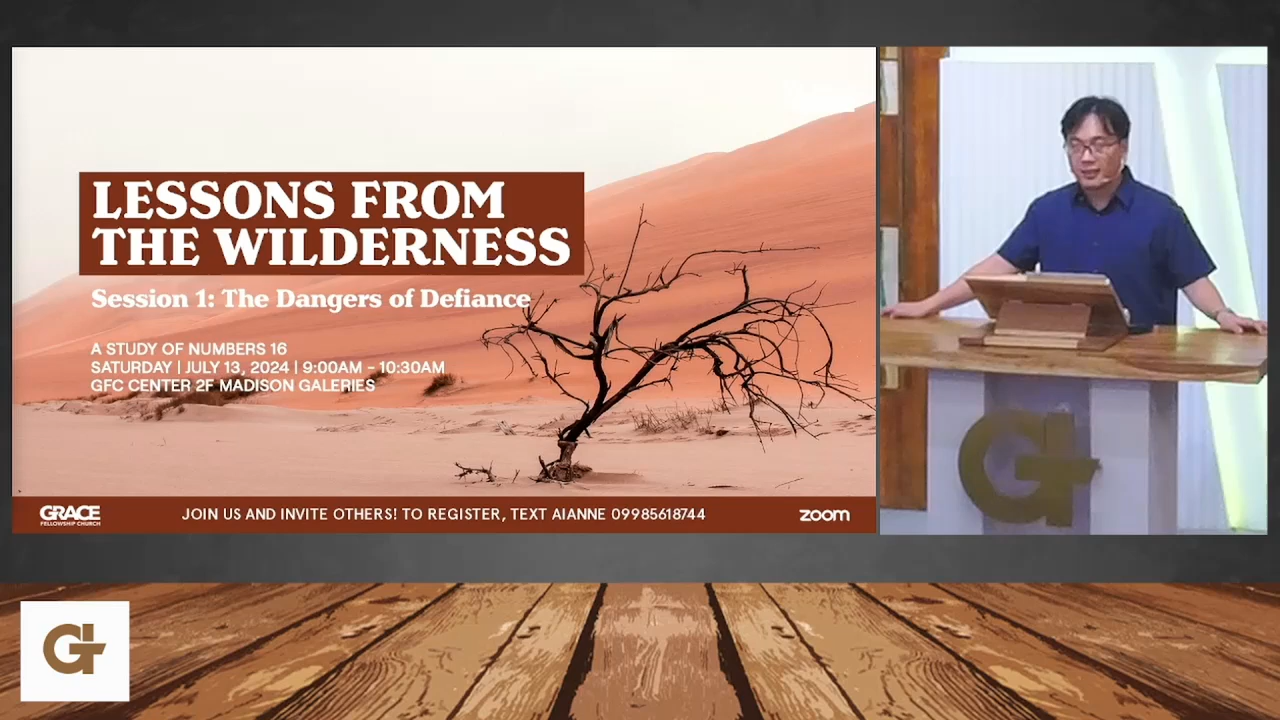 LESSONS FROM
THE WILDERNESS
Session 1: The Dangers of Defiance
A STUDY OF NUMBERS 16
SATURDAY | JULY 13, 2024 | 9:00AM - 10:30AM
GFC CENTER 2F MADISON GALERIES
GRACE
FELLOWSHIP CHURCH
JOIN US AND INVITE OTHERS! TO REGISTER, TEXT AIANNE 09985618744
zoom